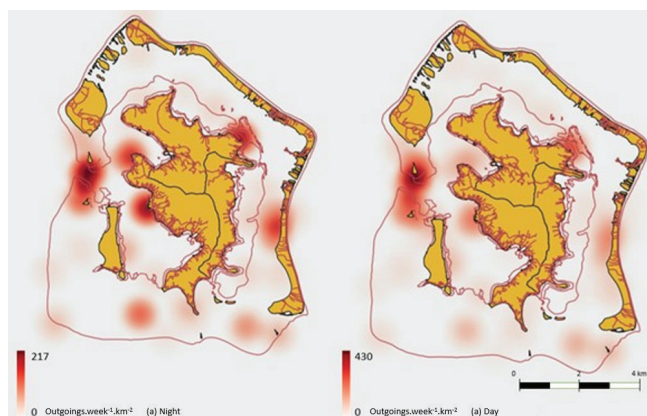 217
0 Outgoings.week⁻¹.km⁻² (a) Night
430
0 Outgoings.week⁻¹.km⁻² (a) Day
0 2 4 km